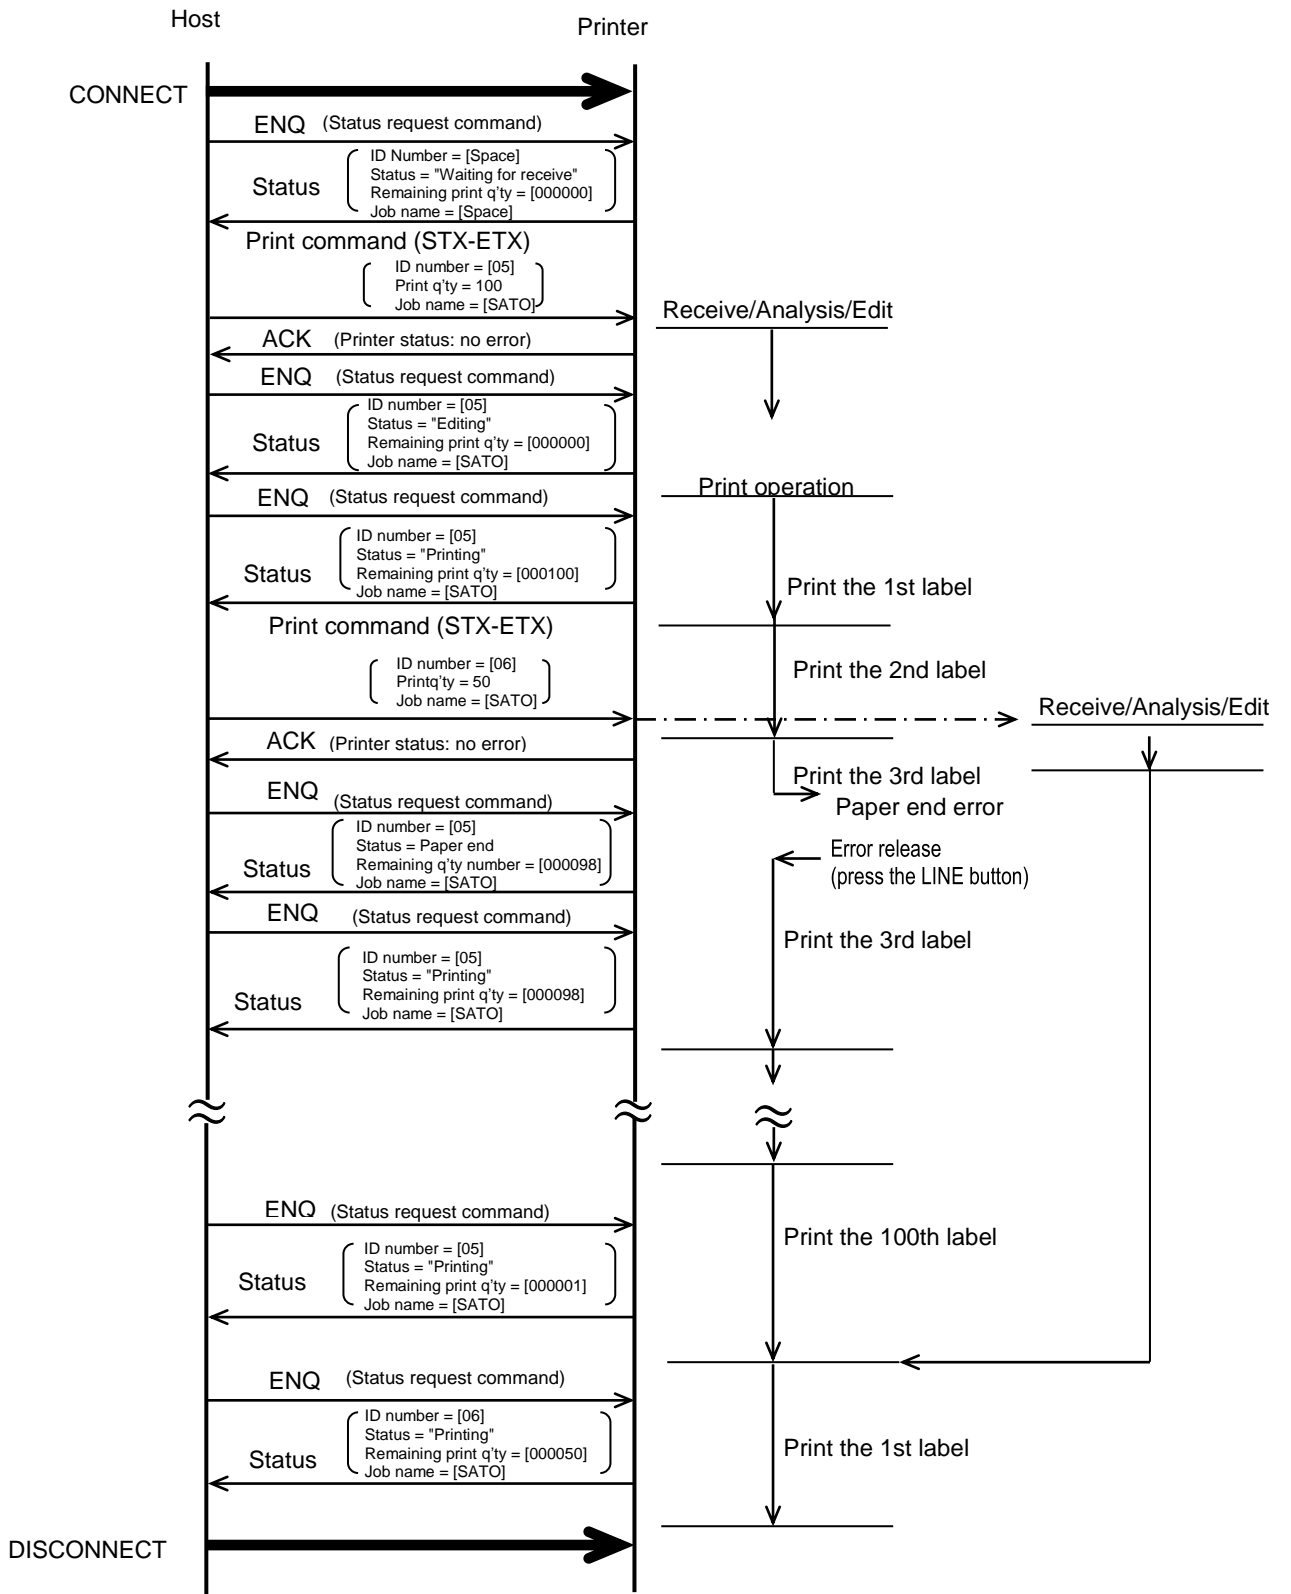 Host
Printer
CONNECT
ENQ (Status request command)
ID Number = [Space]
Status = "Waiting for receive"
Status
Remaining print q'ty = [000000]
Job name = [Space]
Print command (STX-ETX)
ID number = [05]
Print q'ty = 100
Job name = [SATO]
Receive/Analysis/Edit
ACK (Printer status: no error)
ENQ (Status request command)
ID number = [05]
Status = "Editing"
Status
Remaining print q'ty = [000000]
Job name = [SATO]
Print operation
ENQ (Status request command)
ID number = [05]
Status = "Printing"
Status
Remaining print q'ty = [000100]
Job name = [SATO]
Print the 1st label
Print command (STX-ETX)
ID number = [06]
Printq'ty = 50
Job name = [SATO]
Print the 2nd label
Receive/Analysis/Edit
ACK (Printer status: no error)
Print the 3rd label
Paper end error
ENQ (Status request command)
ID number = [05]
Status = Paper end
Status
Remaining q'ty number = [000098]
Job name = [SATO]
Error release
(press the LINE button)
ENQ (Status request command)
Print the 3rd label
ID number = [05]
Status = "Printing"
Status
Remaining print q'ty = [000098]
Job name = [SATO]
ENQ (Status request command)
Print the 100th label
ID number = [05]
Status = "Printing"
Status
Remaining print q'ty = [000001]
Job name = [SATO]
ENQ (Status request command)
ID number = [06]
Status = "Printing"
Status
Remaining print q'ty = [000050]
Job name = [SATO]
Print the 1st label
DISCONNECT